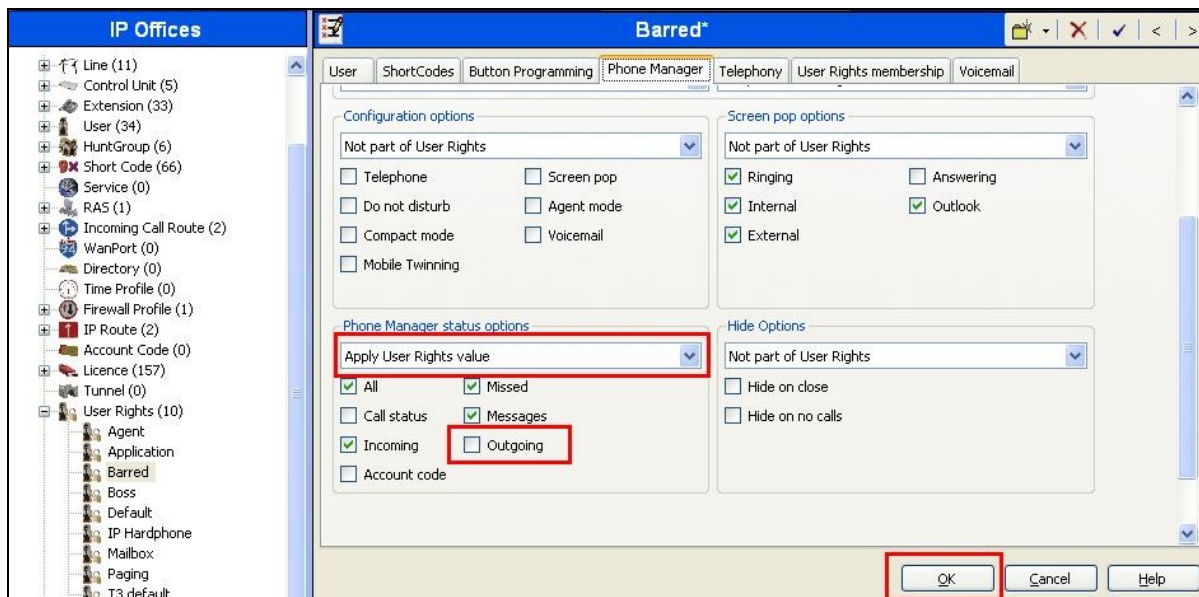 IP Offices
Line (11)
Control Unit (5)
Extension (33)
User (34)
HuntGroup (6)
Short Code (66)
Service (0)
RAS (1)
Incoming Call Route (2)
WanPort (0)
Directory (0)
Time Profile (0)
Firewall Profile (1)
IP Route (2)
Account Code (0)
Licence (157)
Tunnel (0)
User Rights (10)
Agent
Application
Barred
Boss
Default
IP Hardphone
Mailbox
Paging
T3 default
Barred*
User ShortCodes Button Programming Phone Manager Telephony User Rights membership Voicemail
Configuration options
Not part of User Rights
Telephone Screen pop
Do not disturb Agent mode
Compact mode Voicemail
Mobile Twinning
Screen pop options
Not part of User Rights
Ringing Answering
Internal Outlook
External
Phone Manager status options
Apply User Rights value
All Missed
Call status Messages
Incoming Outgoing
Account code
Hide Options
Not part of User Rights
Hide on close
Hide on no calls
OK Cancel Help